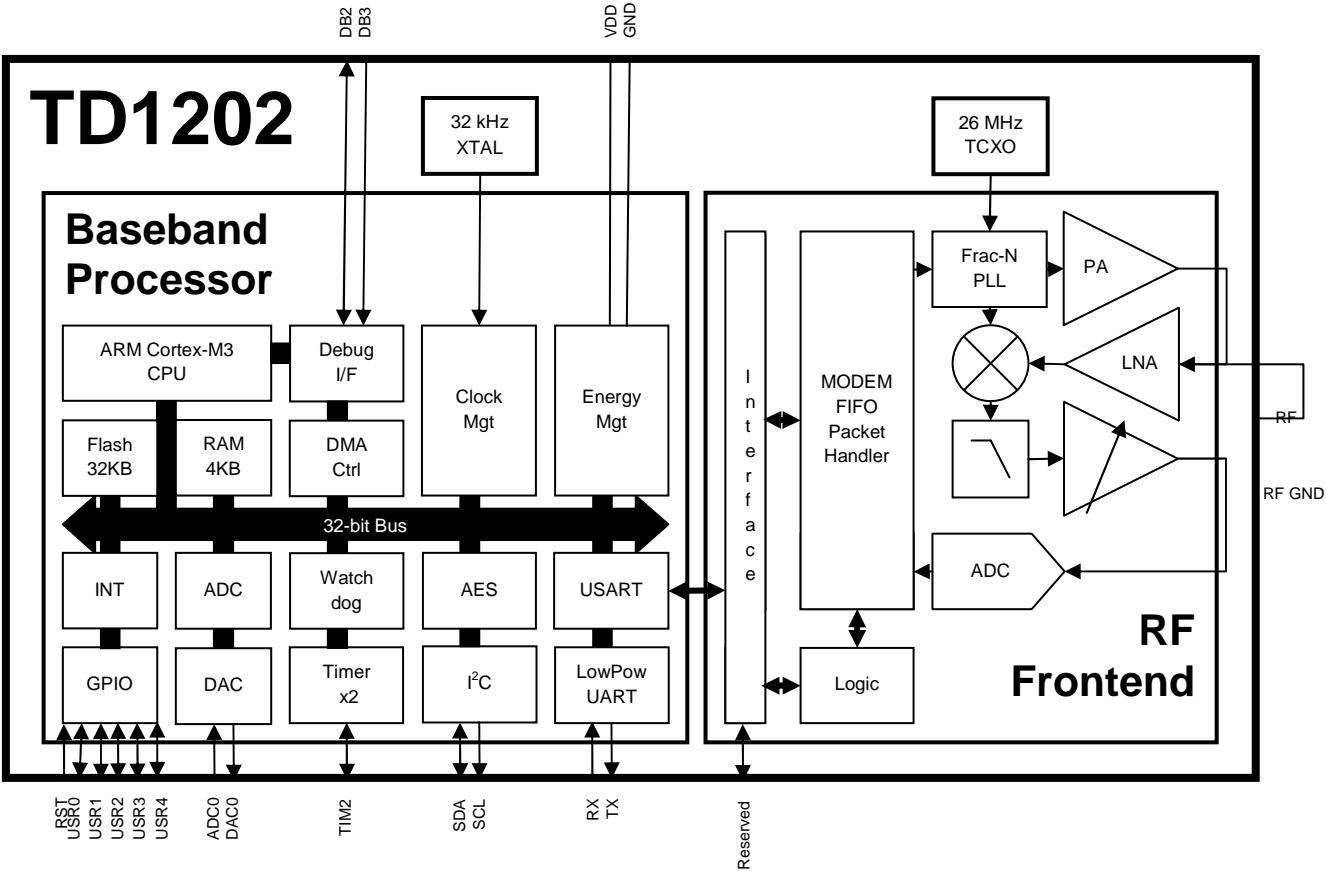 DB2
DB3
VDD
GND
TD1202
32 kHz
XTAL
26 MHz
TCXO
Baseband
Processor
ARM Cortex-M3
CPU
Debug
I/F
Clock
Mgt
Energy
Mgt
Flash
32KB
RAM
4KB
DMA
Ctrl
32-bit Bus
INT
ADC
Watch
dog
AES
USART
GPIO
DAC
Timer
x2
I²C
LowPow
UART
Interface
MODEM
FIFO
Packet
Handler
Logic
Frac-N
PLL
PA
LNA
ADC
RF
Frontend
RF
RF GND
RST
USR0
USR1
USR2
USR3
USR4
ADC0
DAC0
TIM2
SDA
SCL
RX
TX
Reserved